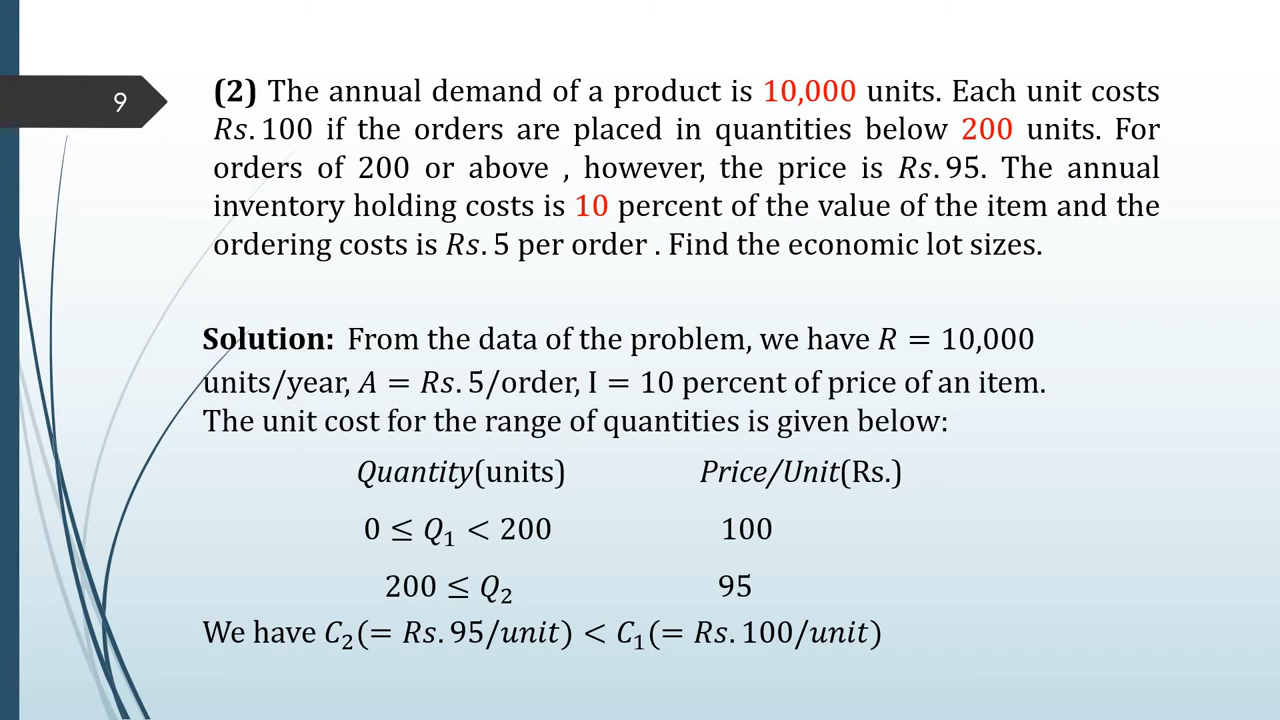 9
(2) The annual demand of a product is 10,000 units. Each unit costs
Rs. 100 if the orders are placed in quantities below 200 units. For
orders of 200 or above , however, the price is Rs. 95. The annual
inventory holding costs is 10 percent of the value of the item and the
ordering costs is Rs. 5 per order . Find the economic lot sizes.
Solution: From the data of the problem, we have R = 10,000
units/year, A = Rs. 5/order, I = 10 percent of price of an item.
The unit cost for the range of quantities is given below:
Quantity(units) Price/Unit(Rs.)
0 ≤ Q₁ < 200 100
200 ≤ Q₂ 95
We have C₂(= Rs. 95/unit) < C₁(= Rs. 100/unit)